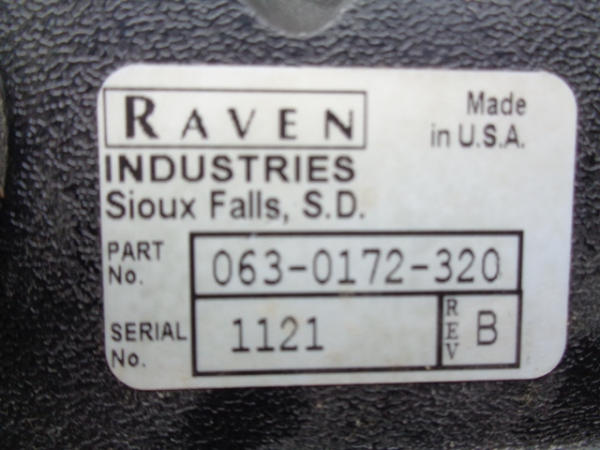 RAVEN
Made
in U.S.A.
INDUSTRIES
Sioux Falls, S.D.
PART
No.
063-0172-320
SERIAL
No.
1121
REV
B